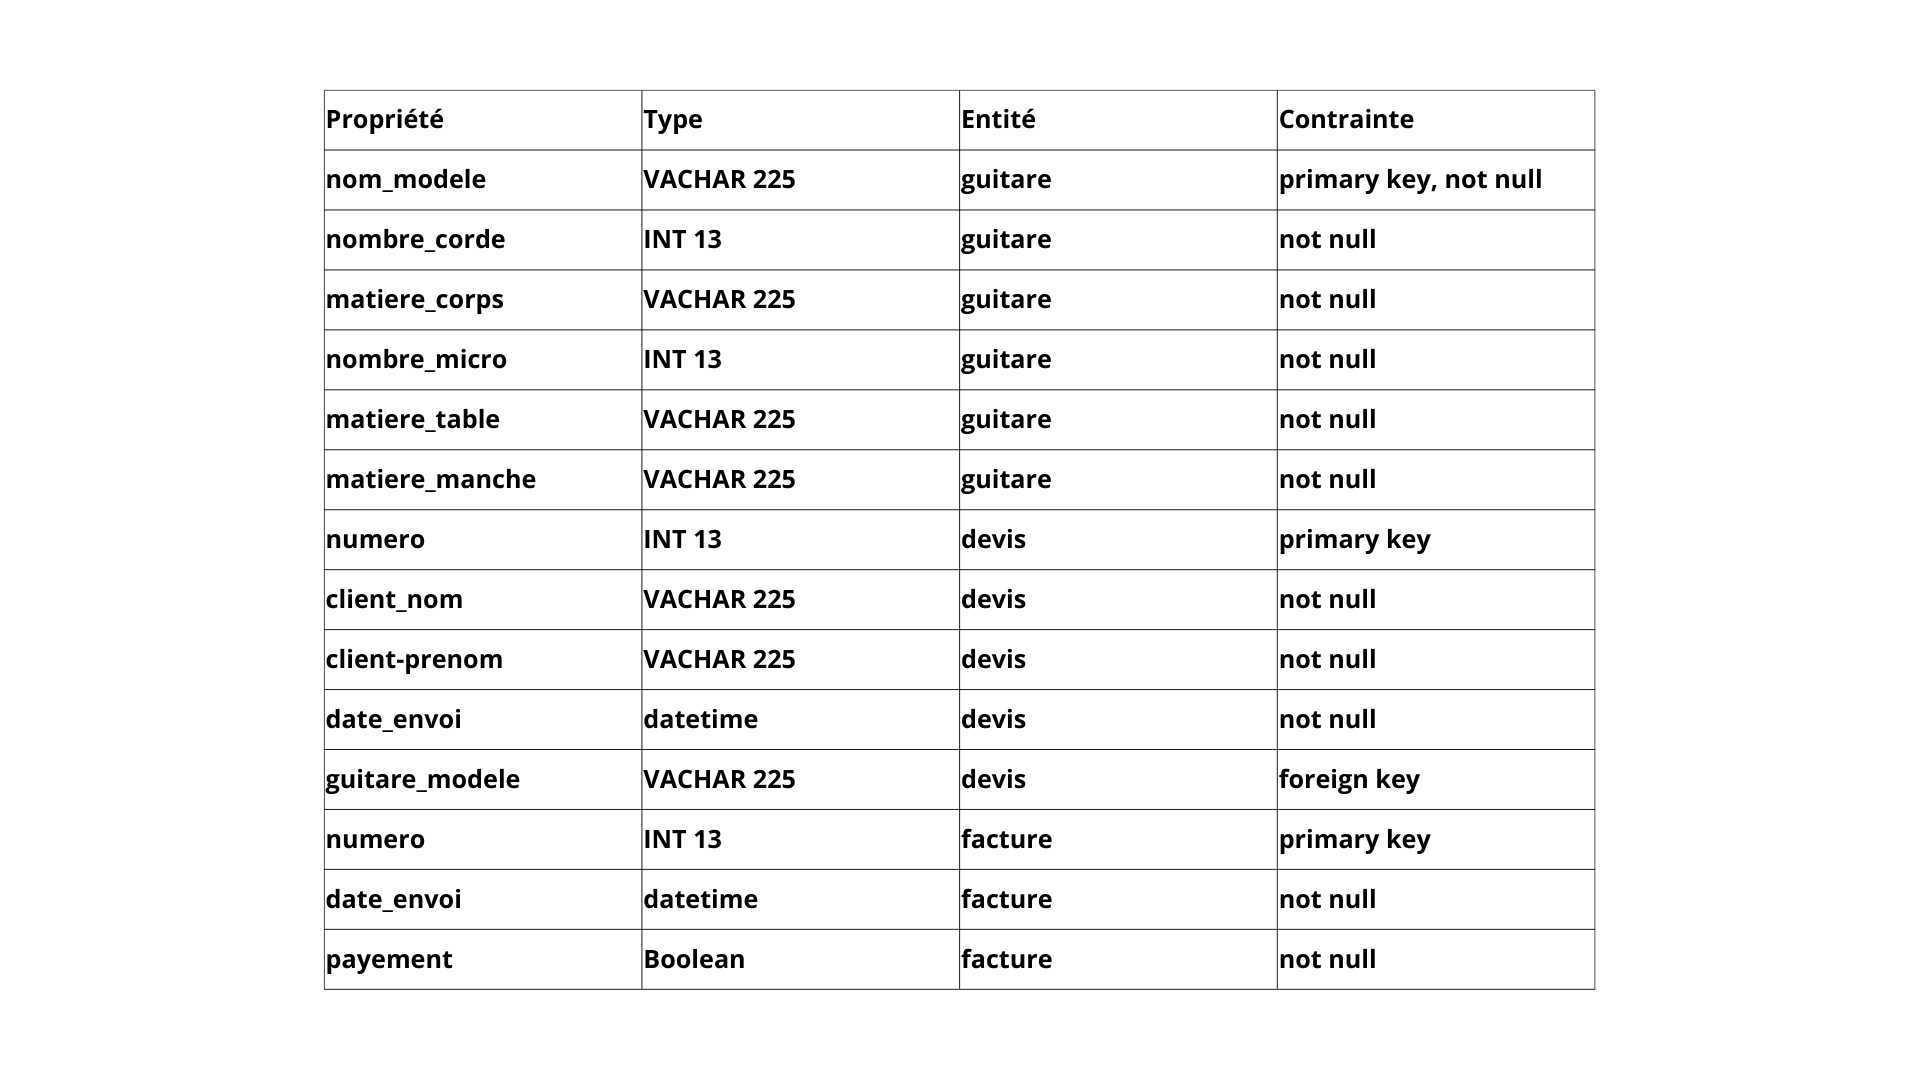 Propriété Type Entité Contrainte
nom_modele VACHAR 225 guitare primary key, not null
nombre_corde INT 13 guitare not null
matiere_corps VACHAR 225 guitare not null
nombre_micro INT 13 guitare not null
matiere_table VACHAR 225 guitare not null
matiere_manche VACHAR 225 guitare not null
numero INT 13 devis primary key
client_nom VACHAR 225 devis not null
client-prenom VACHAR 225 devis not null
date_envoi datetime devis not null
guitare_modele VACHAR 225 devis foreign key
numero INT 13 facture primary key
date_envoi datetime facture not null
payement Boolean facture not null